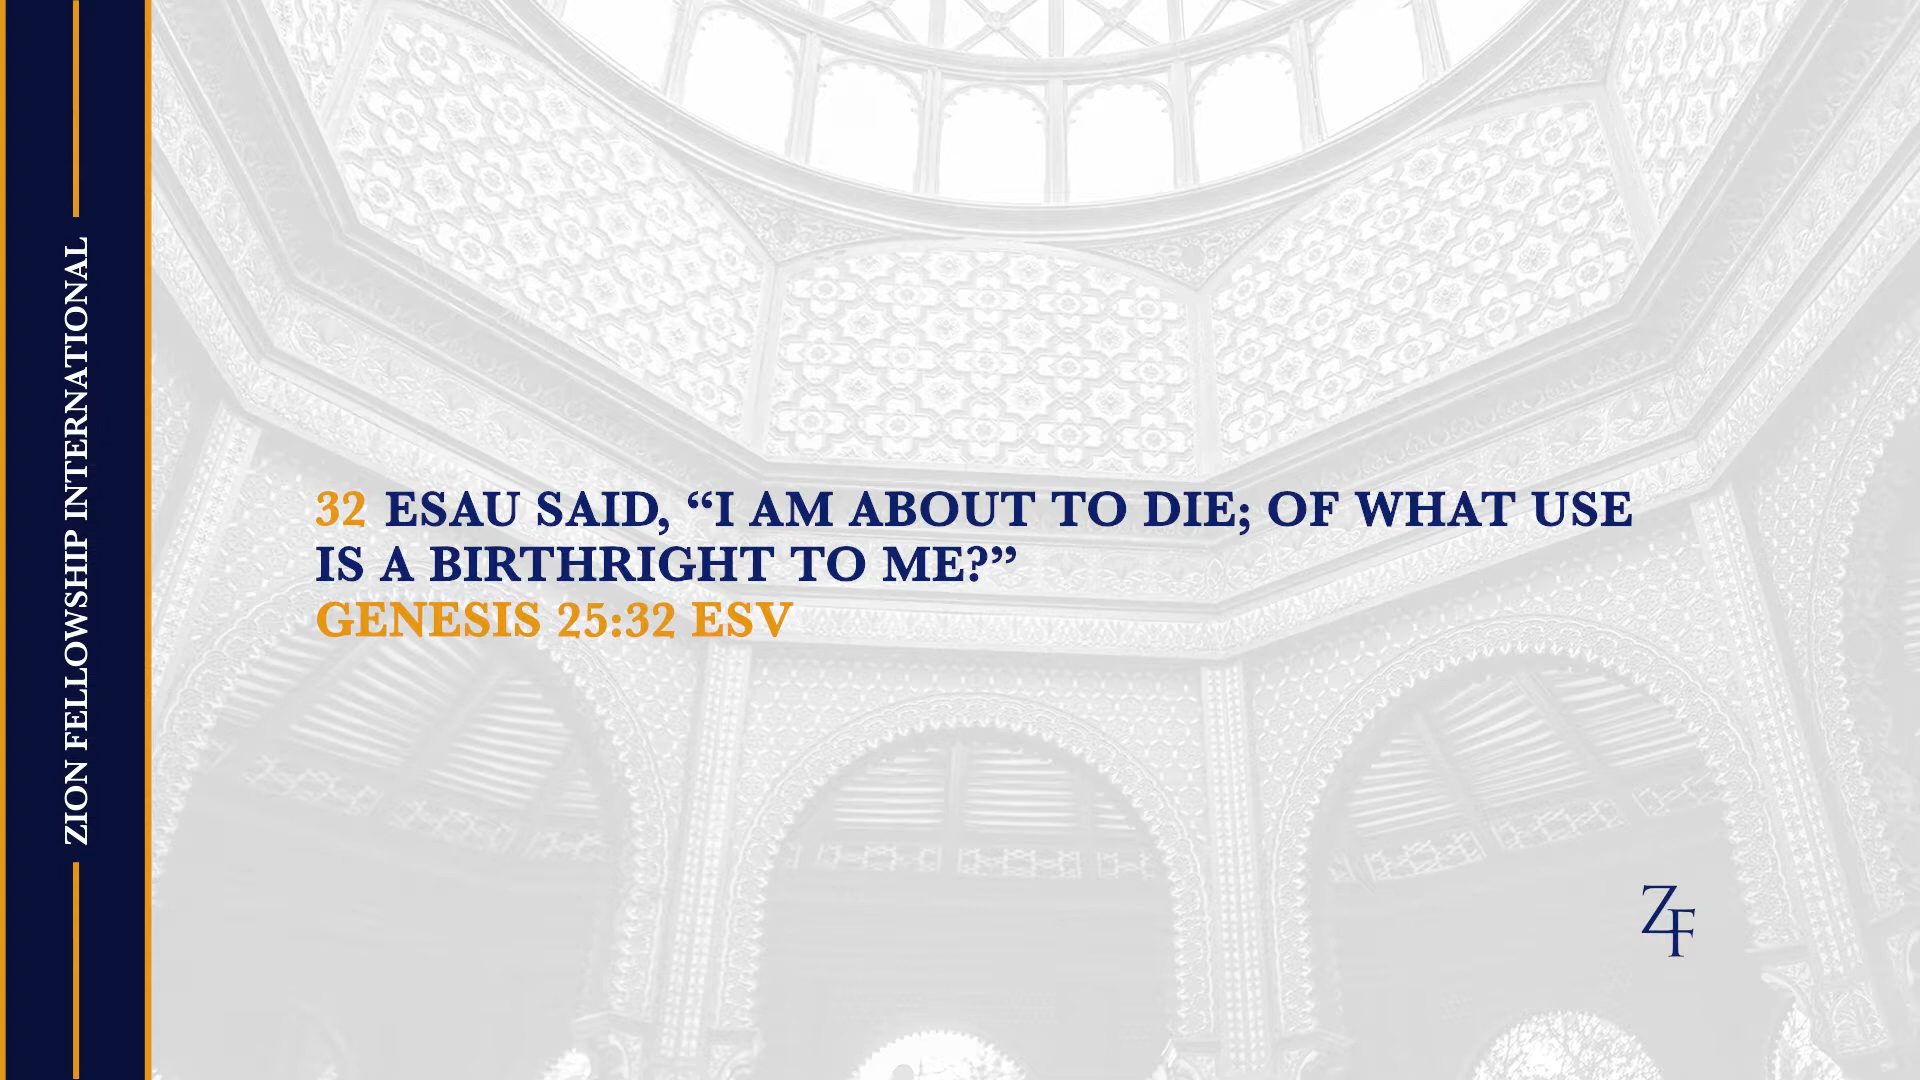 ZION FELLOWSHIP INTERNATIONAL
32 ESAU SAID, “I AM ABOUT TO DIE; OF WHAT USE
IS A BIRTHRIGHT TO ME?”
GENESIS 25:32 ESV
ZF